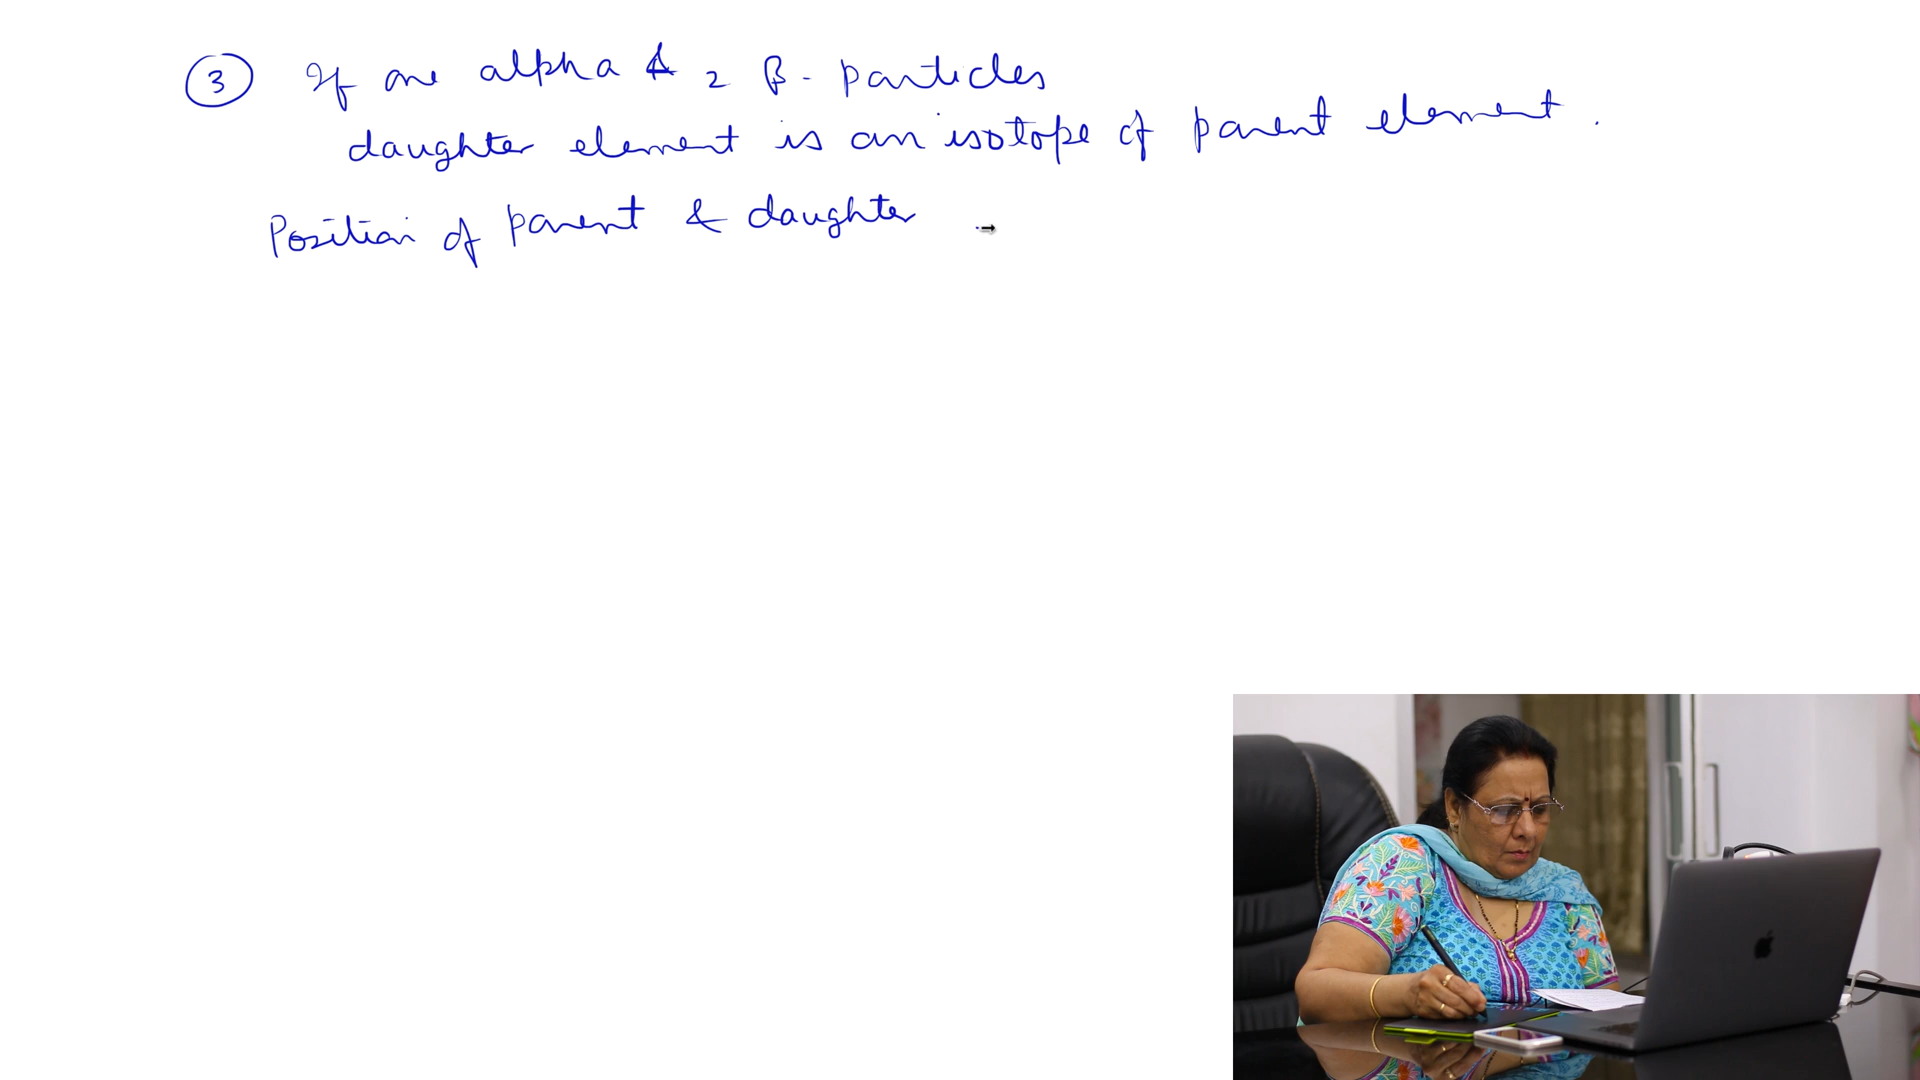 3 If one alpha & 2 β- particles
daughter element is an isotope of parent element.
Position of parent & daughter